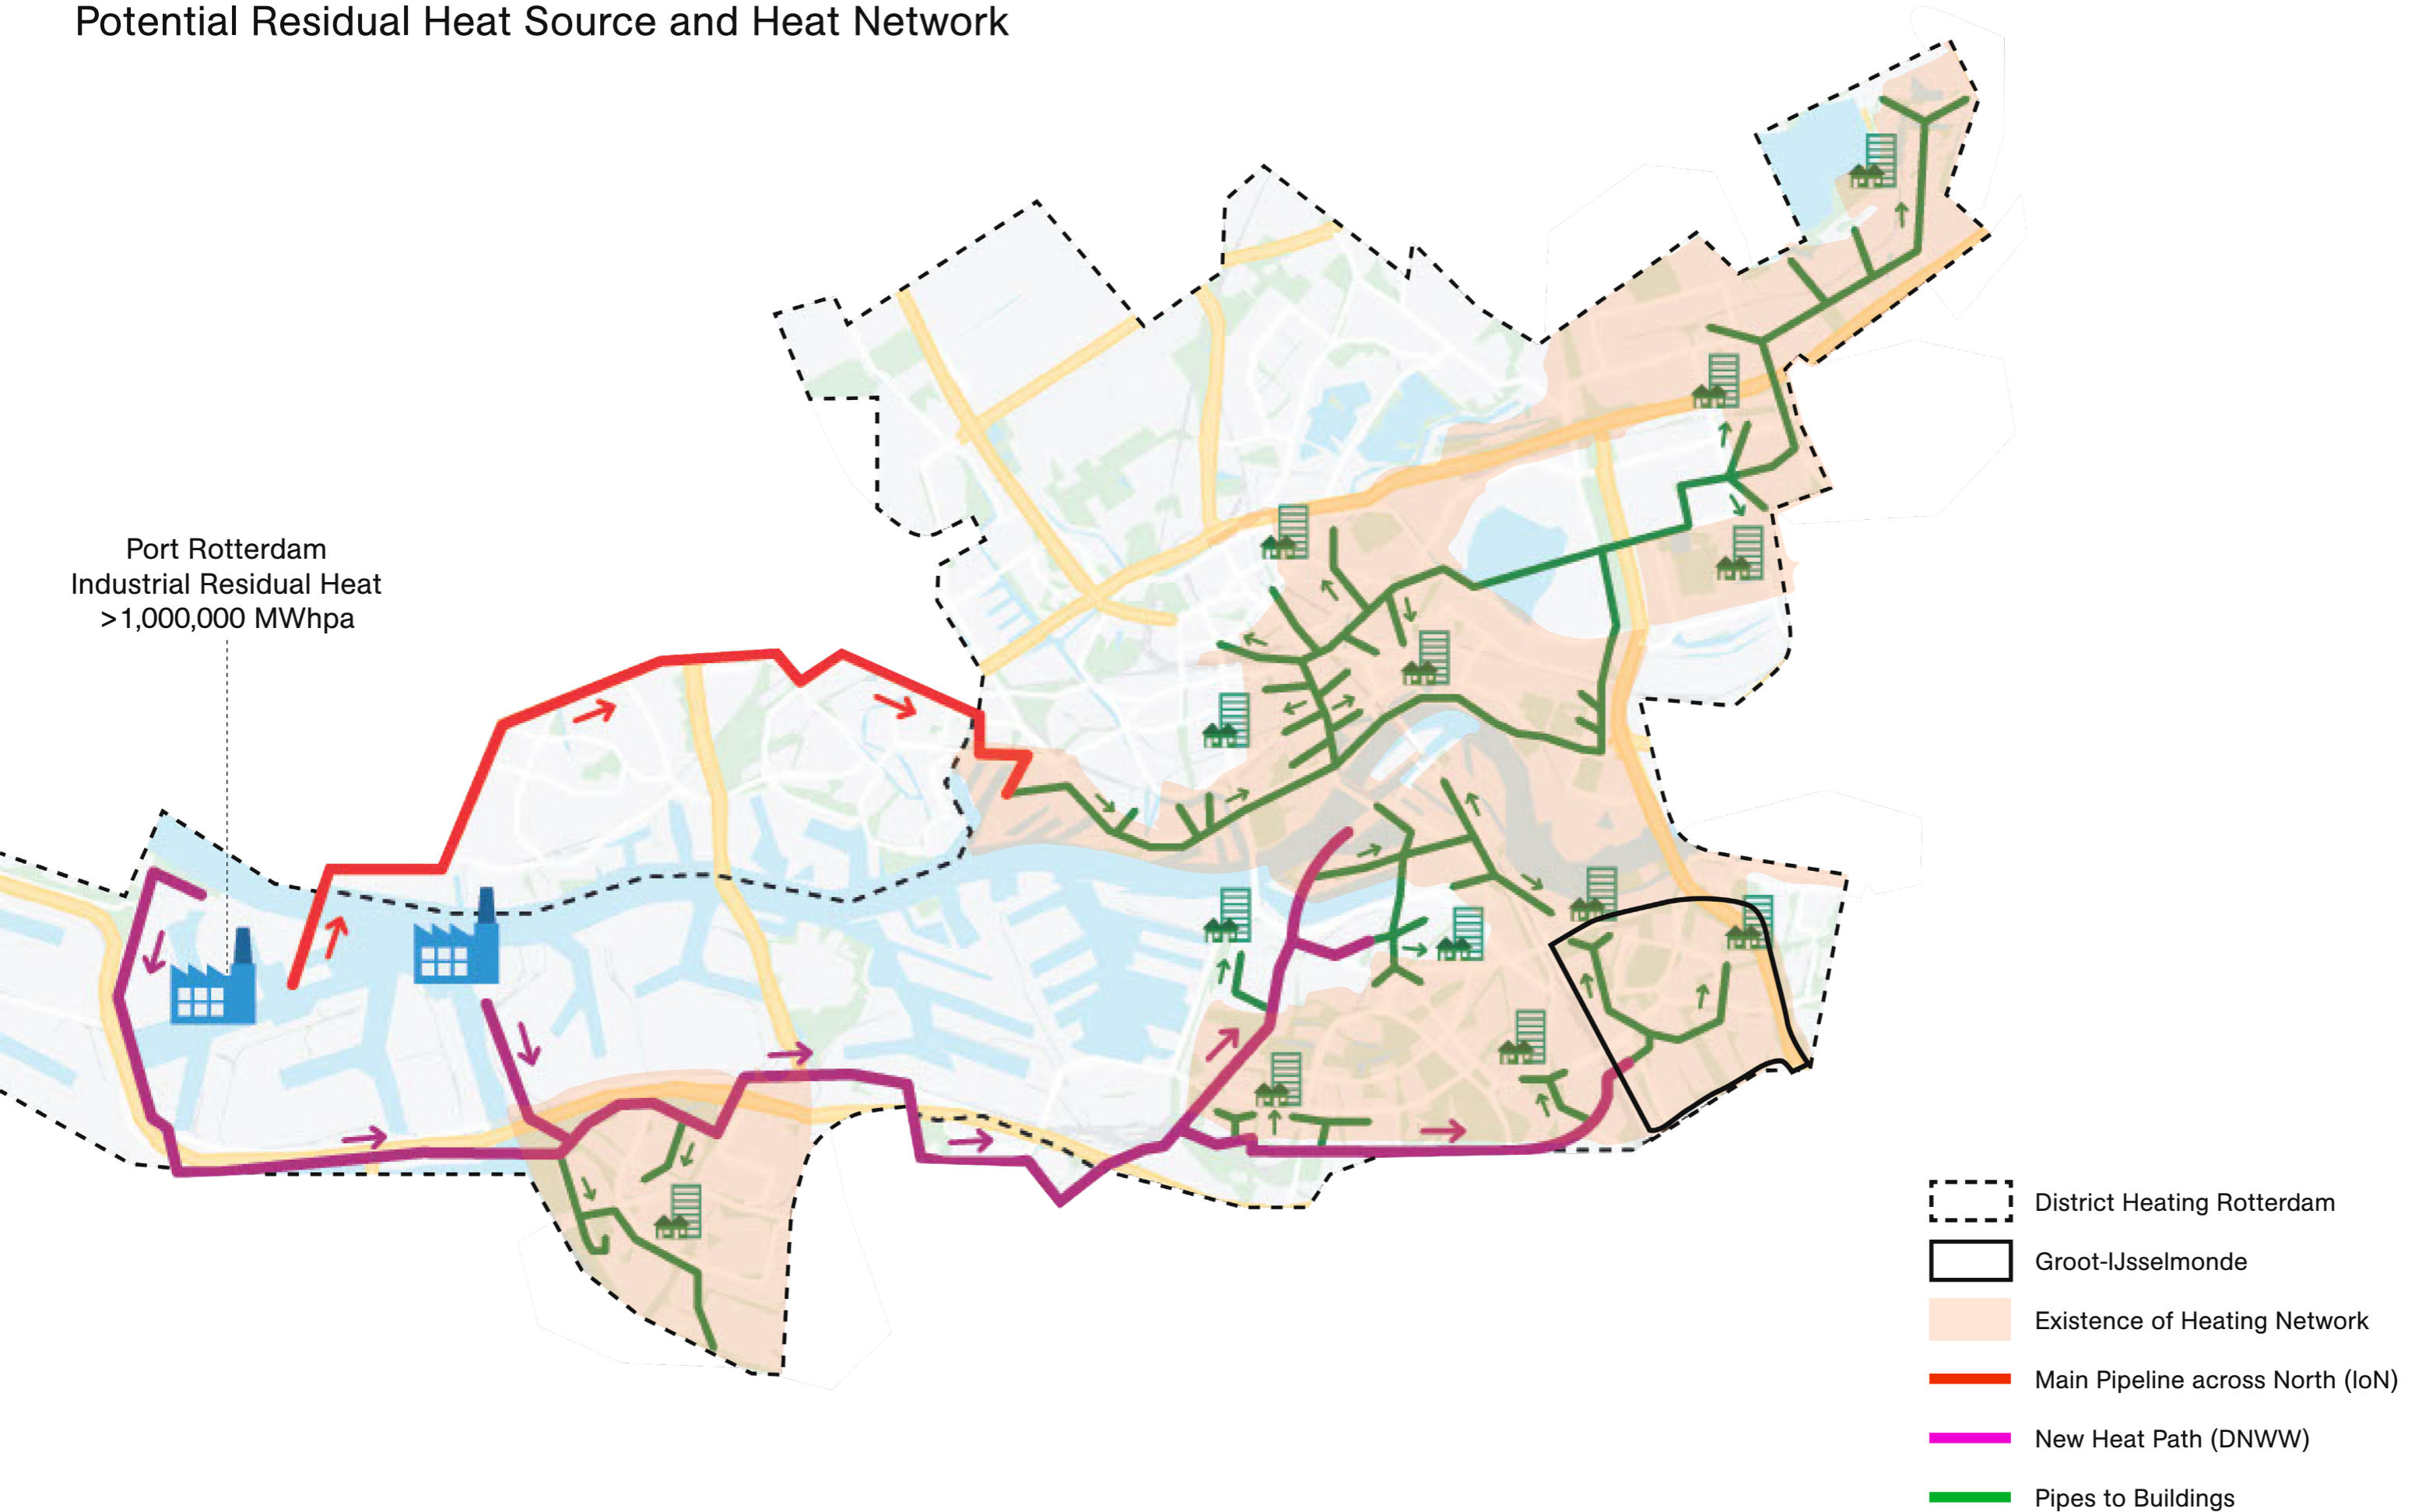 Potential Residual Heat Source and Heat Network
Port Rotterdam
Industrial Residual Heat
>1,000,000 MWhpa
District Heating Rotterdam
Groot-IJsselmonde
Existence of Heating Network
Main Pipeline across North (IoN)
New Heat Path (DNWW)
Pipes to Buildings